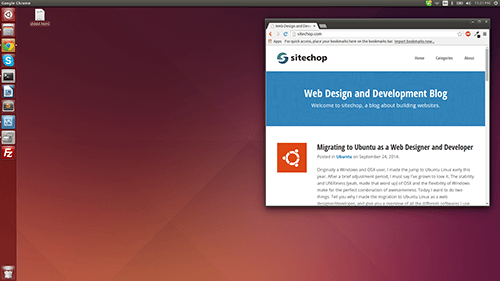 Google Chrome
11:21 PM
Web Design and Dev
sitechop.com
Apps For quick access, place your bookmarks here on the bookmarks bar. Import bookmarks now...
sitechop
Home Categories About
Web Design and Development Blog
Welcome to sitechop, a blog about building websites.
Migrating to Ubuntu as a Web Designer and Developer
Posted in Ubuntu on September 24, 2014.
Originally a Windows and OSX user, I made the jump to Ubuntu Linux early this
year. After a brief adjustment period, I must say I've grown to love it. The stability
and UNIXness (yeah, made that word up) of OSX and the flexibility of Windows
make for the perfect combination of awesomeness. Today I want to do two
things: Tell you why I made the migration to Ubuntu Linux as a web
designer/developer, and give you a rundown of all the different softwares I use